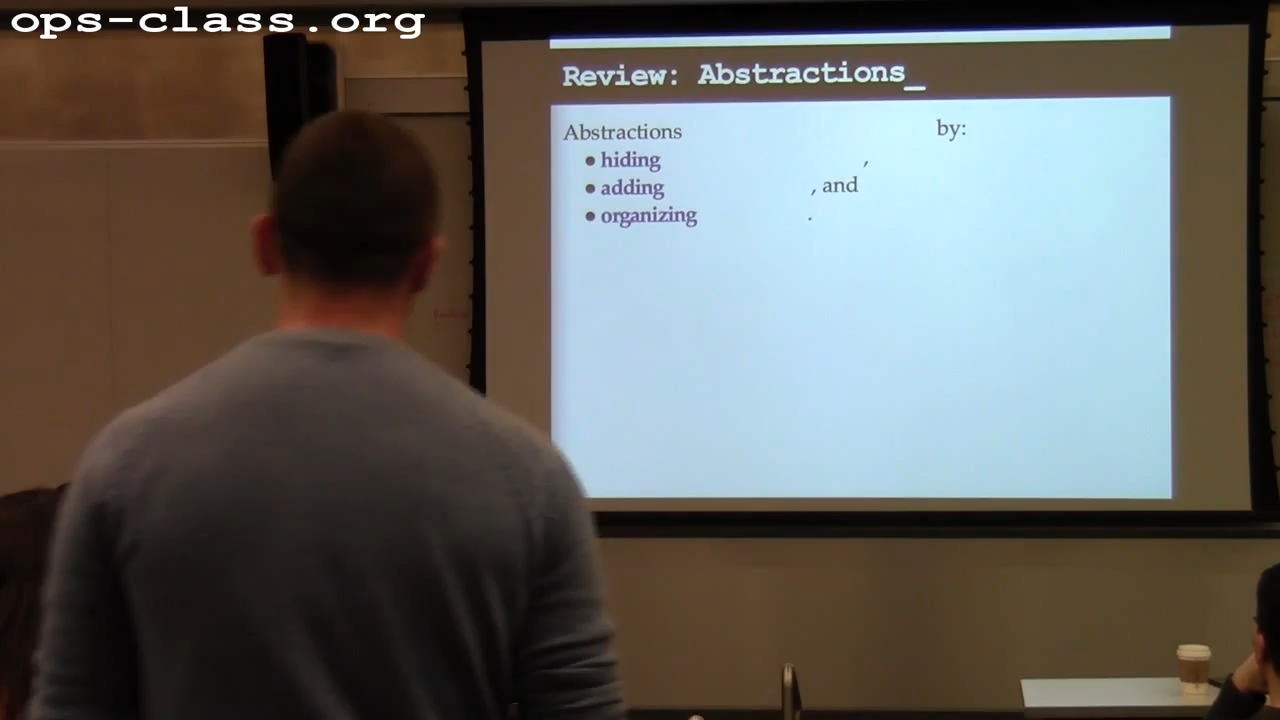 ops-class.org
Review: Abstractions_
Abstractions by:
• hiding ,
• adding , and
• organizing .